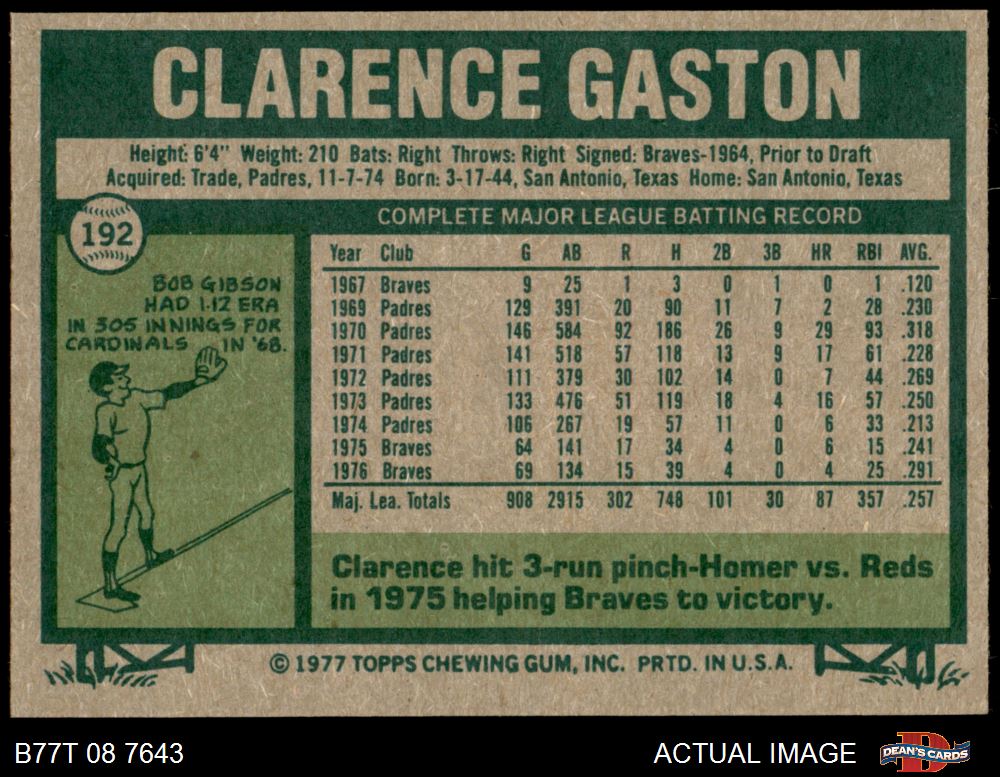 CLARENCE GASTON
Height: 6'4" Weight: 210 Bats: Right Throws: Right Signed: Braves-1964, Prior to Draft
Acquired: Trade, Padres, 11-7-74 Born: 3-17-44, San Antonio, Texas Home: San Antonio, Texas
192
BOB GIBSON
HAD 1.12 ERA
IN 305 INNINGS FOR
CARDINALS IN '68.
COMPLETE MAJOR LEAGUE BATTING RECORD
Year Club G AB R H 2B 3B HR RBI AVG.
1967 Braves 9 25 1 3 0 1 0 1 .120
1969 Padres 129 391 20 90 11 7 2 28 .230
1970 Padres 146 584 92 186 26 9 29 93 .318
1971 Padres 141 518 57 118 13 9 17 61 .228
1972 Padres 111 379 30 102 14 0 7 44 .269
1973 Padres 133 476 51 119 18 4 16 57 .250
1974 Padres 106 267 19 57 11 0 6 33 .213
1975 Braves 64 141 17 34 4 0 6 15 .241
1976 Braves 69 134 15 39 4 0 4 25 .291
Maj. Lea. Totals 908 2915 302 748 101 30 87 357 .257
Clarence hit 3-run pinch-Homer vs. Reds
in 1975 helping Braves to victory.
© 1977 TOPPS CHEWING GUM, INC. PRTD. IN U.S.A.
B77T 08 7643 ACTUAL IMAGE DEAN'S CARDS